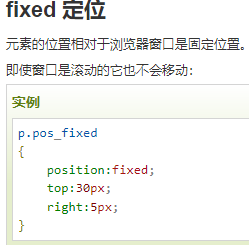 fixed 定位
元素的位置相对于浏览器窗口是固定位置。
即使窗口是滚动的它也不会移动：
实例
p.pos_fixed
{
position:fixed;
top:30px;
right:5px;
}